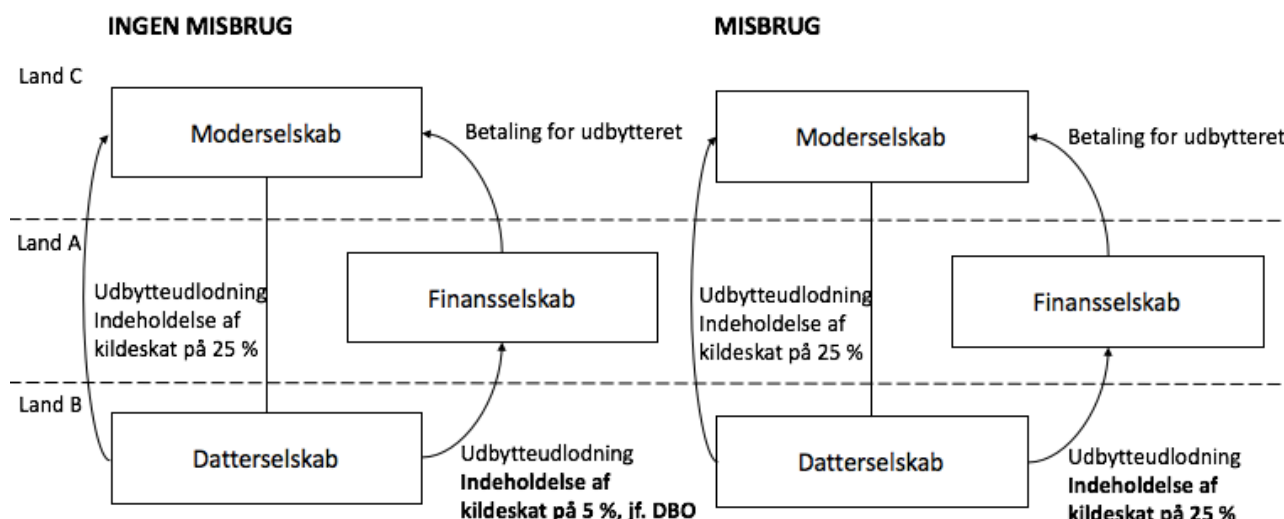 INGEN MISBRUG
Land C
Moderselskab
Betaling for udbytteret
Land A
Udbytteudlodning
Indeholdelse af
kildeskat på 25 %
Finansselskab
Land B
Datterselskab
Udbytteudlodning
Indeholdelse af
kildeskat på 5 %, jf. DBO
MISBRUG
Moderselskab
Betaling for udbytteret
Udbytteudlodning
Indeholdelse af
kildeskat på 25 %
Finansselskab
Datterselskab
Udbytteudlodning
Indeholdelse af
kildeskat på 25 %